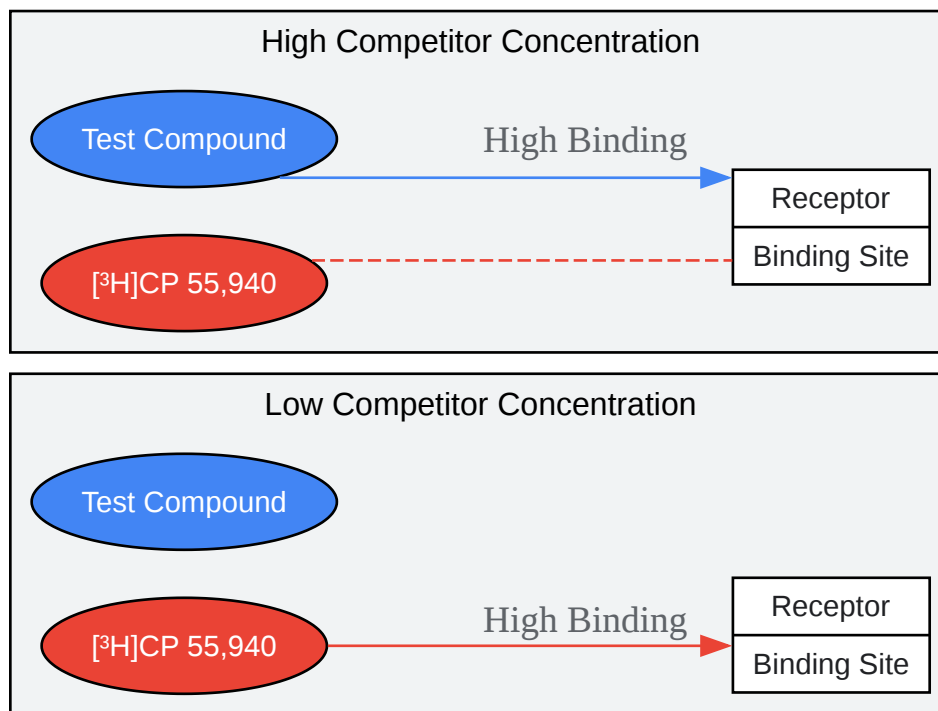 High Competitor Concentration
Test Compound
High Binding
Receptor
[³H]CP 55,940
Binding Site
Low Competitor Concentration
Test Compound
[³H]CP 55,940
High Binding
Receptor
Binding Site